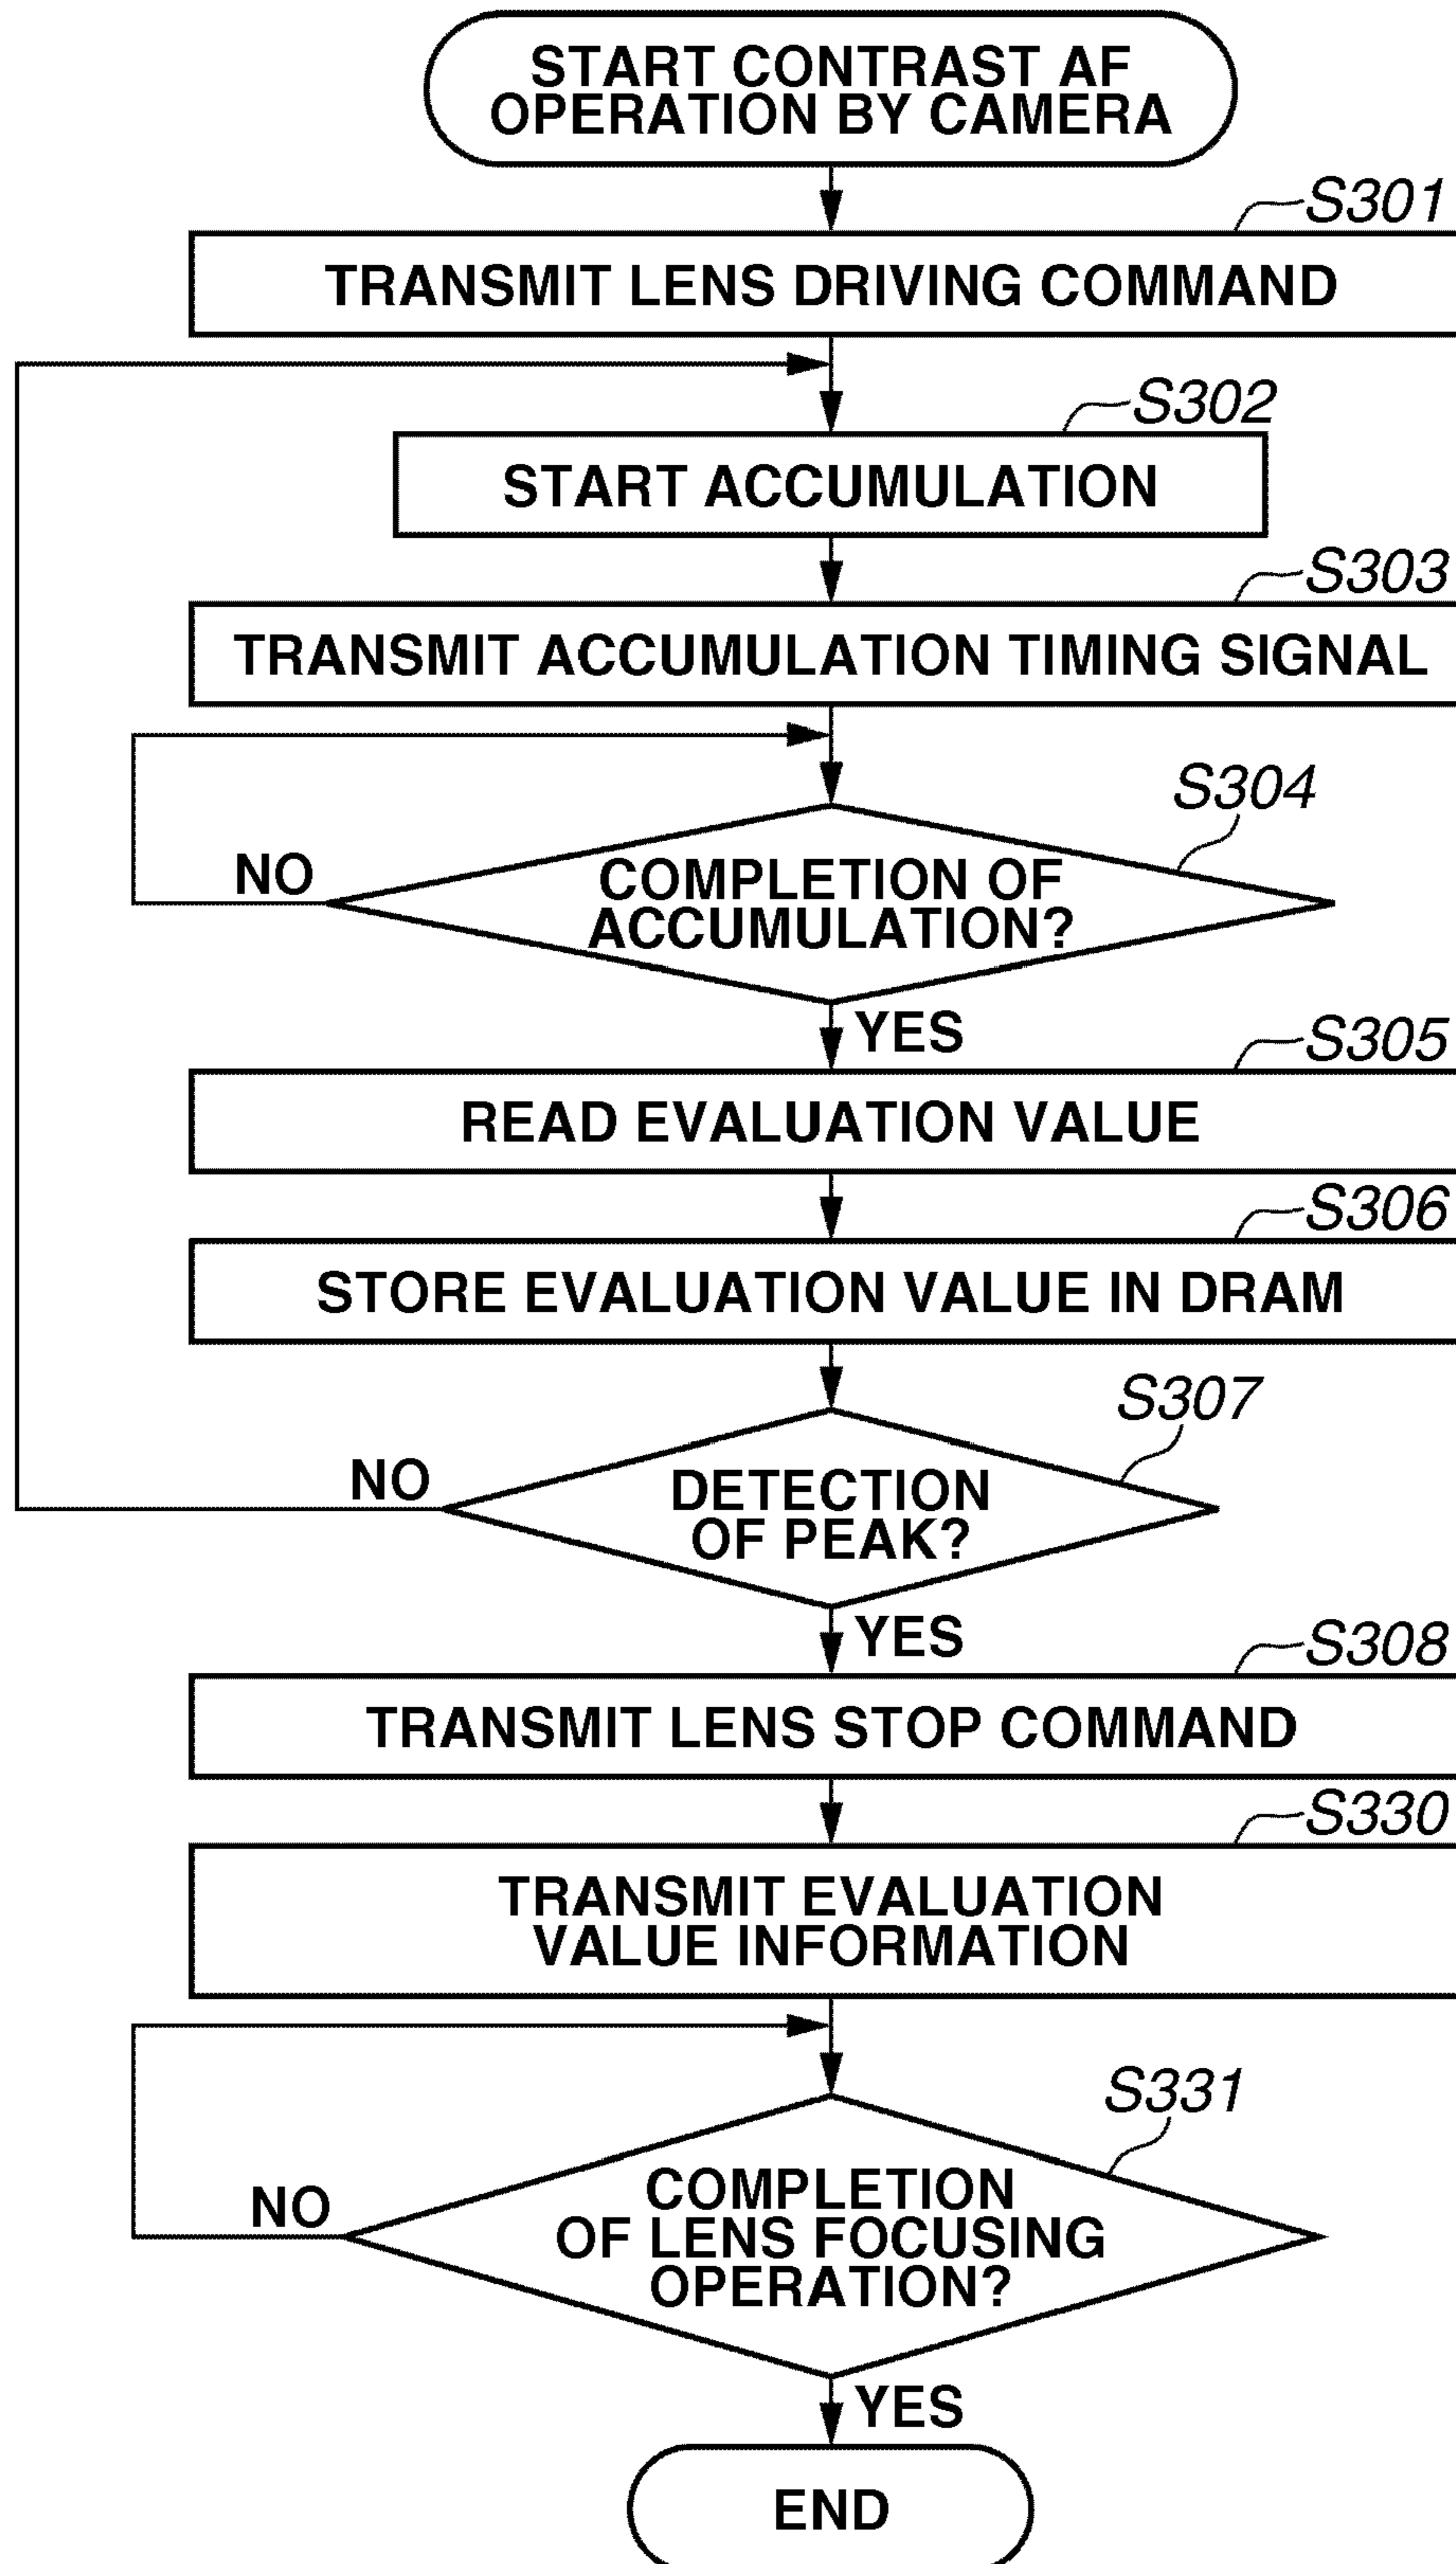 START CONTRAST AF
OPERATION BY CAMERA
S301
TRANSMIT LENS DRIVING COMMAND
S302
START ACCUMULATION
S303
TRANSMIT ACCUMULATION TIMING SIGNAL
S304
NO
COMPLETION OF
ACCUMULATION?
YES
S305
READ EVALUATION VALUE
S306
STORE EVALUATION VALUE IN DRAM
S307
NO
DETECTION
OF PEAK?
YES
S308
TRANSMIT LENS STOP COMMAND
S330
TRANSMIT EVALUATION
VALUE INFORMATION
S331
NO
COMPLETION
OF LENS FOCUSING
OPERATION?
YES
END